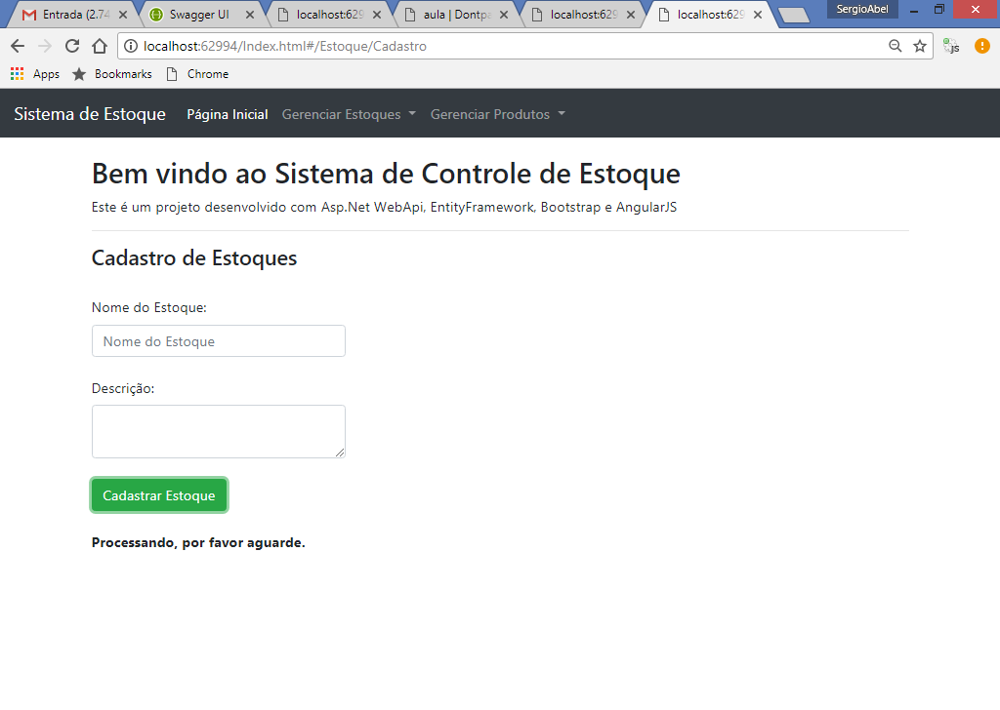 Entrada (2.74
Swagger UI
localhost:629
aula | Dontpa
localhost:629
localhost:629
SergioAbel
localhost:62994/Index.html#/Estoque/Cadastro
js
Apps
Bookmarks
Chrome
Sistema de Estoque
Página Inicial
Gerenciar Estoques
Gerenciar Produtos
Bem vindo ao Sistema de Controle de Estoque
Este é um projeto desenvolvido com Asp.Net WebApi, EntityFramework, Bootstrap e AngularJS
Cadastro de Estoques
Nome do Estoque:
Nome do Estoque
Descrição:
Cadastrar Estoque
Processando, por favor aguarde.